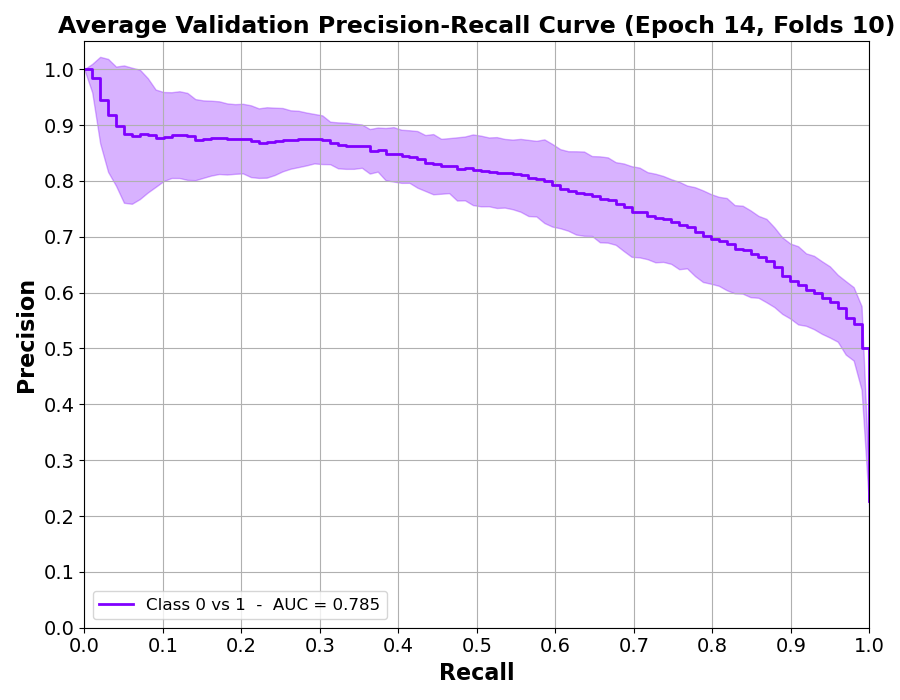 Average Validation Precision-Recall Curve (Epoch 14, Folds 10)
Precision
1.0
0.9
0.8
0.7
0.6
0.5
0.4
0.3
0.2
0.1
0.0
Class 0 vs 1 - AUC = 0.785
0.0 0.1 0.2 0.3 0.4 0.5 0.6 0.7 0.8 0.9 1.0
Recall